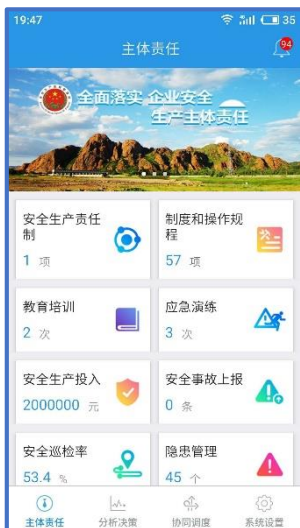 19:47
35
主体责任
94
全面落实 企业安全
生产主体责任
安全生产责任
制
1 项
制度和操作规
程
57 项
教育培训
2 次
应急演练
3 次
安全生产投入
2000000 元
安全事故上报
0 条
安全巡检率
53.4 %
隐患管理
45 个
主体责任
分析决策
协同调度
系统设置